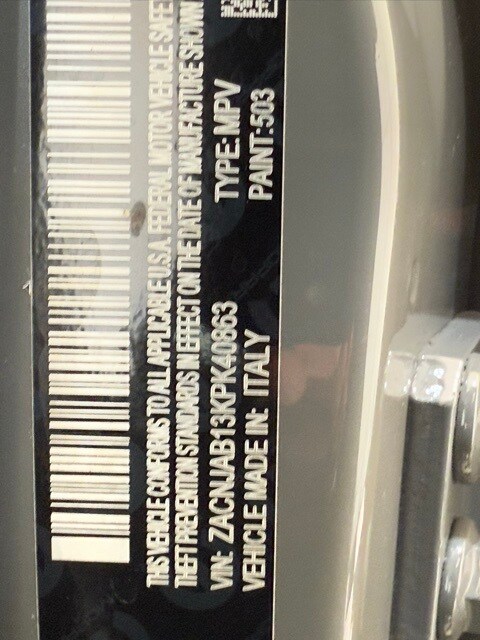 THIS VEHICLE CONFORMS TO ALL APPLICABLE U.S.A. FEDERAL MOTOR VEHICLE SAFET
THEFT PREVENTION STANDARDS IN EFFECT ON THE DATE OF MANUFACTURE SHOWN
VIN: ZACNJAB13KPK40863 TYPE: MPV
VEHICLE MADE IN: ITALY PAINT: 503